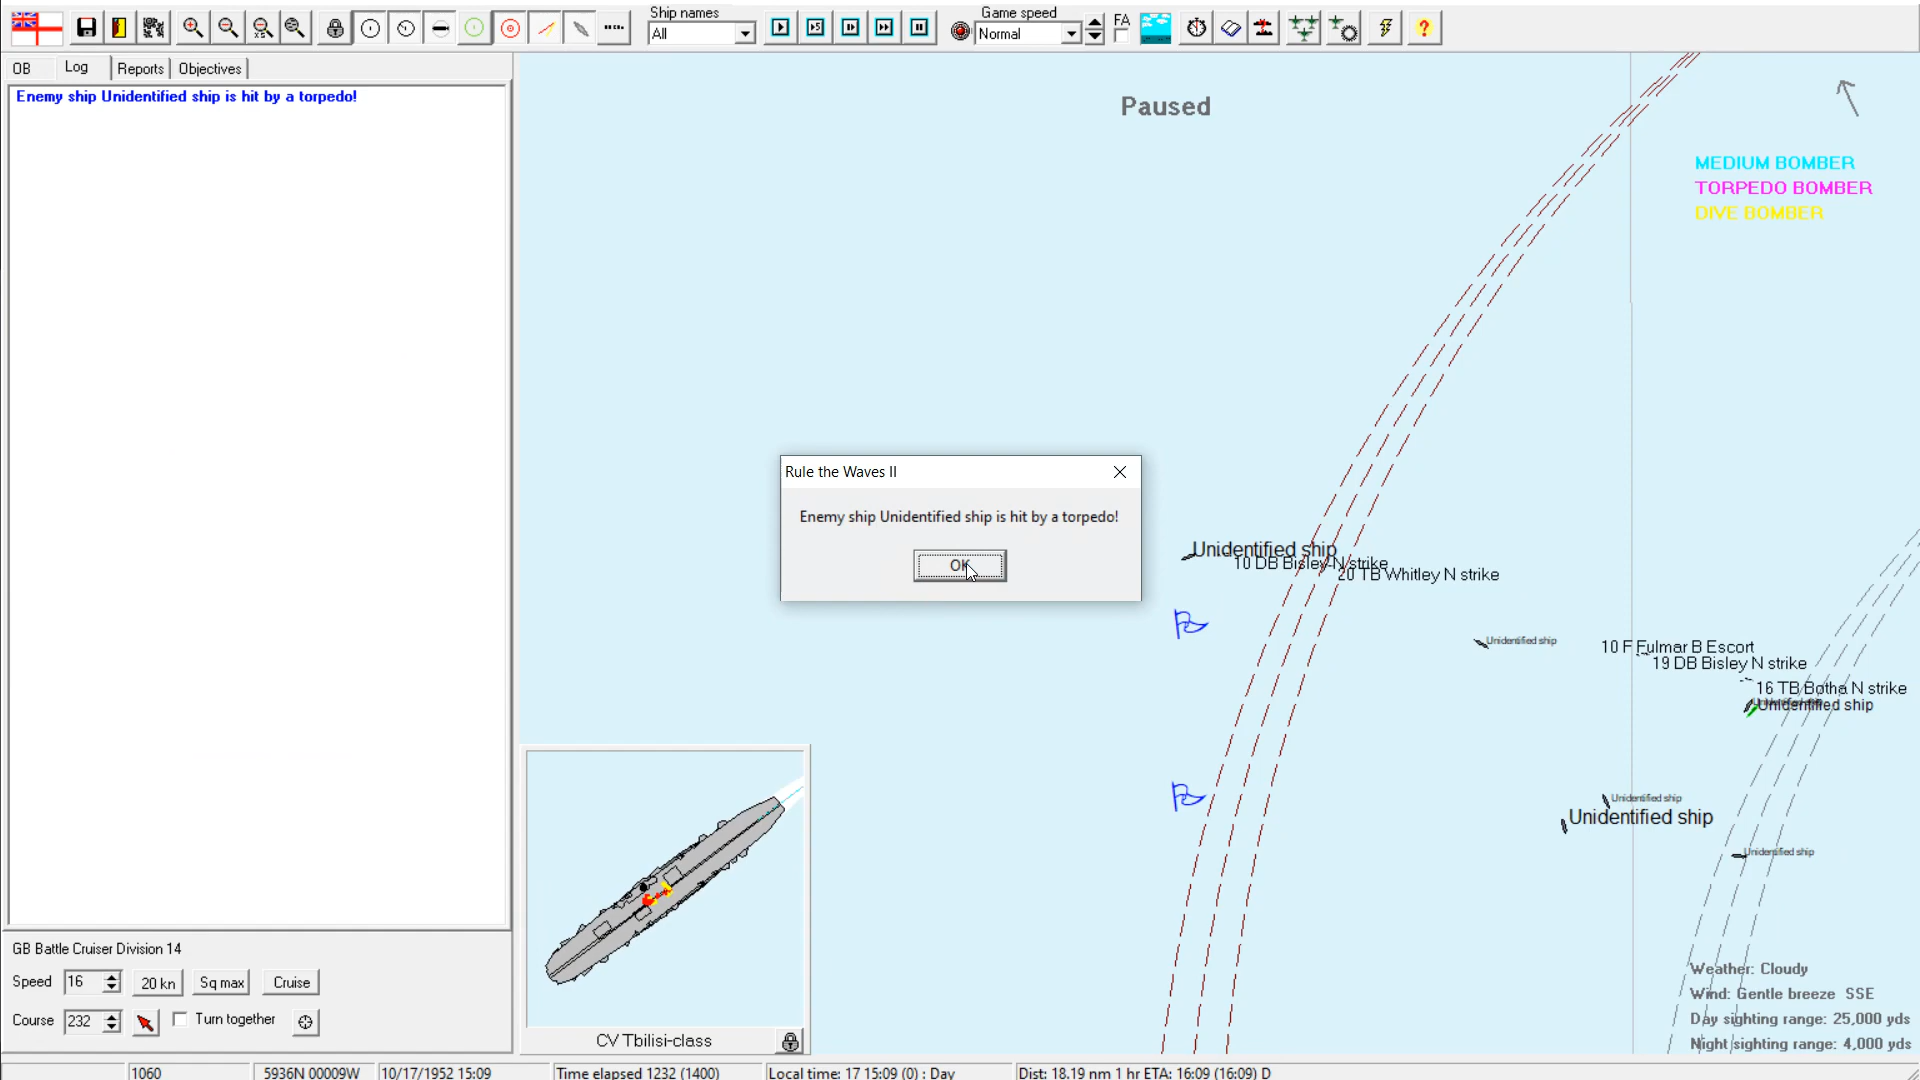 Ship names
All
Game speed
Normal
FA
OB
Log
Reports
Objectives
Enemy ship Unidentified ship is hit by a torpedo!
Paused
MEDIUM BOMBER
TORPEDO BOMBER
DIVE BOMBER
Rule the Waves II
Enemy ship Unidentified ship is hit by a torpedo!
OK
Unidentified ship
10 DB Bisley N strike
20 TB Whitley N strike
Unidentified ship
10 F Fulmar B Escort
19 DB Bisley N strike
16 TB Botha N strike
Unidentified ship
Unidentified ship
Unidentified ship
Unidentified ship
CV Tbilisi-class
GB Battle Cruiser Division 14
Speed 16 20 kn Sq max Cruise
Course 232 Turn together
Weather: Cloudy
Wind: Gentle breeze SSE
Day sighting range: 25,000 yds
Night sighting range: 4,000 yds
1060 5936N 00009W 10/17/1952 15:09 Time elapsed 1232 (1400) Local time: 17 15:09 (0) : Day Dist: 18.19 nm 1 hr ETA: 16:09 (16:09) D